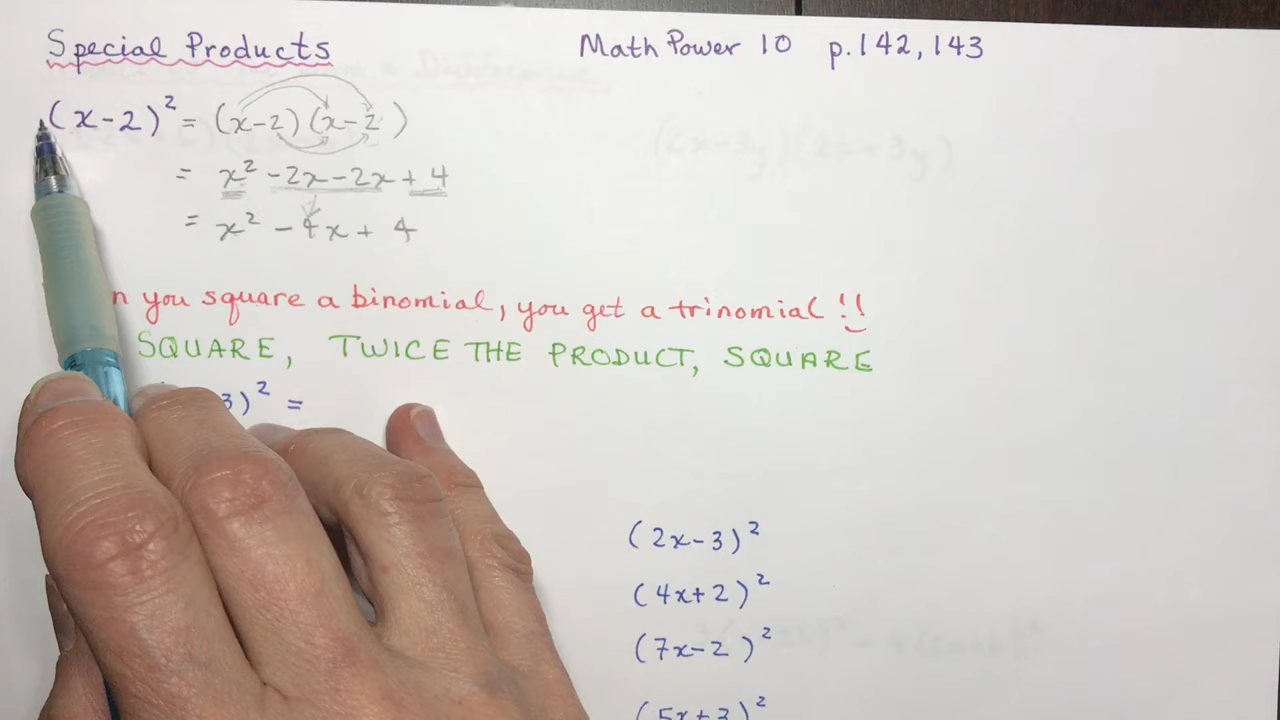 Special Products
Math Power 10 p.142, 143
(x-2)² = (x-2)(x-2)
= x² -2x-2x+4
= x² - 4x + 4
you square a binomial, you get a trinomial !!
SQUARE, TWICE THE PRODUCT, SQUARE
3)² =
(2x-3)²
(4x+2)²
(7x-2)²